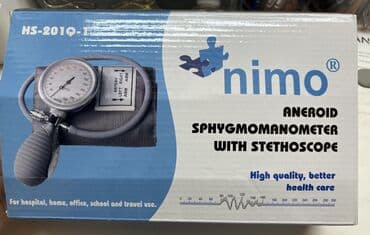 HS-201Q-1
nimo®
ANEROID
SPHYGMOMANOMETER
WITH STETHOSCOPE
High quality, better
health care
For hospital, home, office, school and travel use.